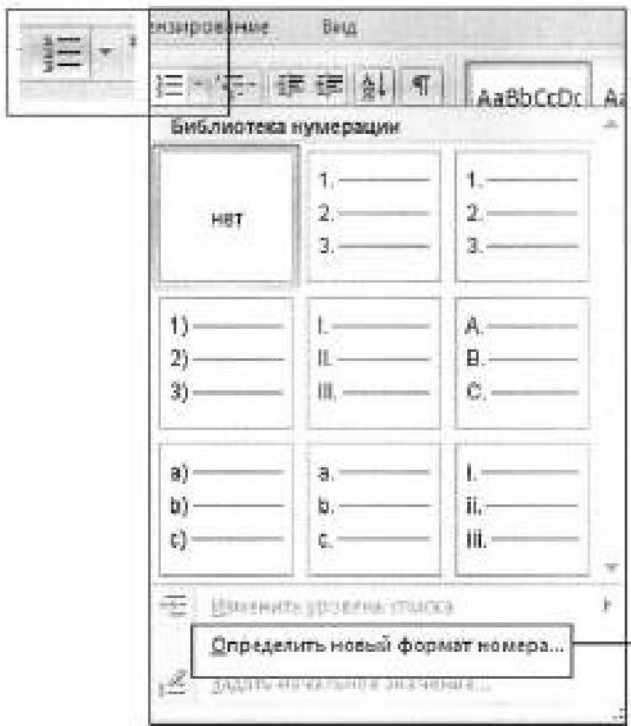 ензирование Вид
AaBbCcDc Aa
Библиотека нумерации
нет
1.
2.
3.
1.
2.
3.
1)
2)
3)
I.
II.
III.
A.
B.
C.
a)
b)
c)
a.
b.
c.
i.
ii.
iii.
Изменить уровень списка
Определить новый формат номера...
Задать начальное значение...